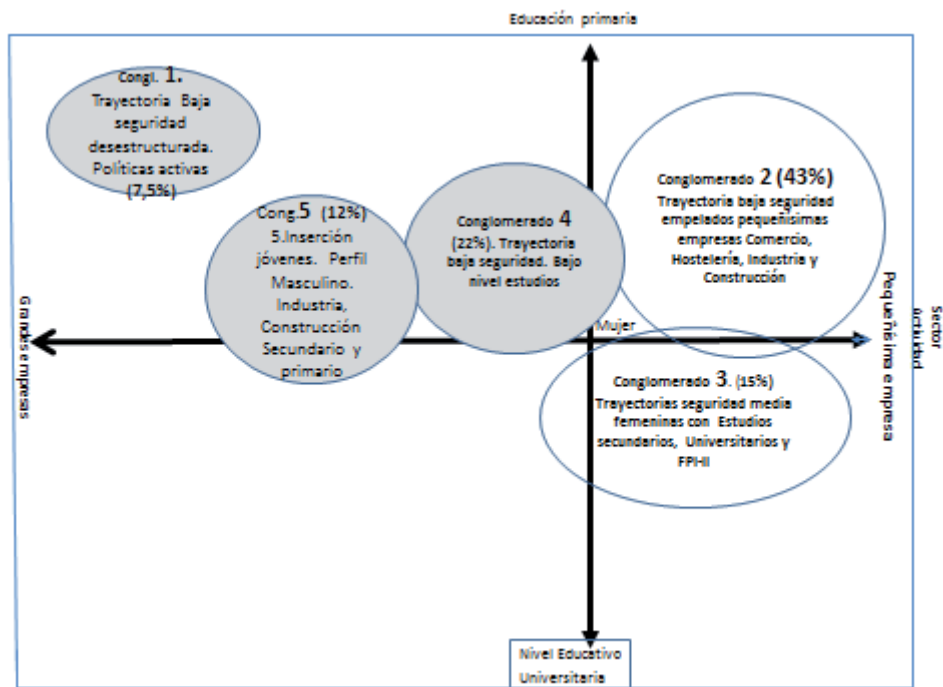 Educación primaria
Congl. 1.
Trayectoria Baja
seguridad
desestructurada.
Políticas activas
(7,5%)
Cong.5 (12%)
5.Inserción
jóvenes. Perfil
Masculino.
Industria,
Construcción
Secundario y
primario
Conglomerado 4
(22%). Trayectoria
baja seguridad. Bajo
nivel estudios
Conglomerado 2 (43%)
Trayectoria baja seguridad
empelados pequeñísimas
empresas Comercio,
Hostelería, Industria y
Construcción
Mujer
Grandes empresas
Sector
Actividad
Pequeñísima empresa
Conglomerado 3. (15%)
Trayectorias seguridad media
femeninas con Estudios
secundarios, Universitarios y
FPI-II
Nivel Educativo
Universitaria